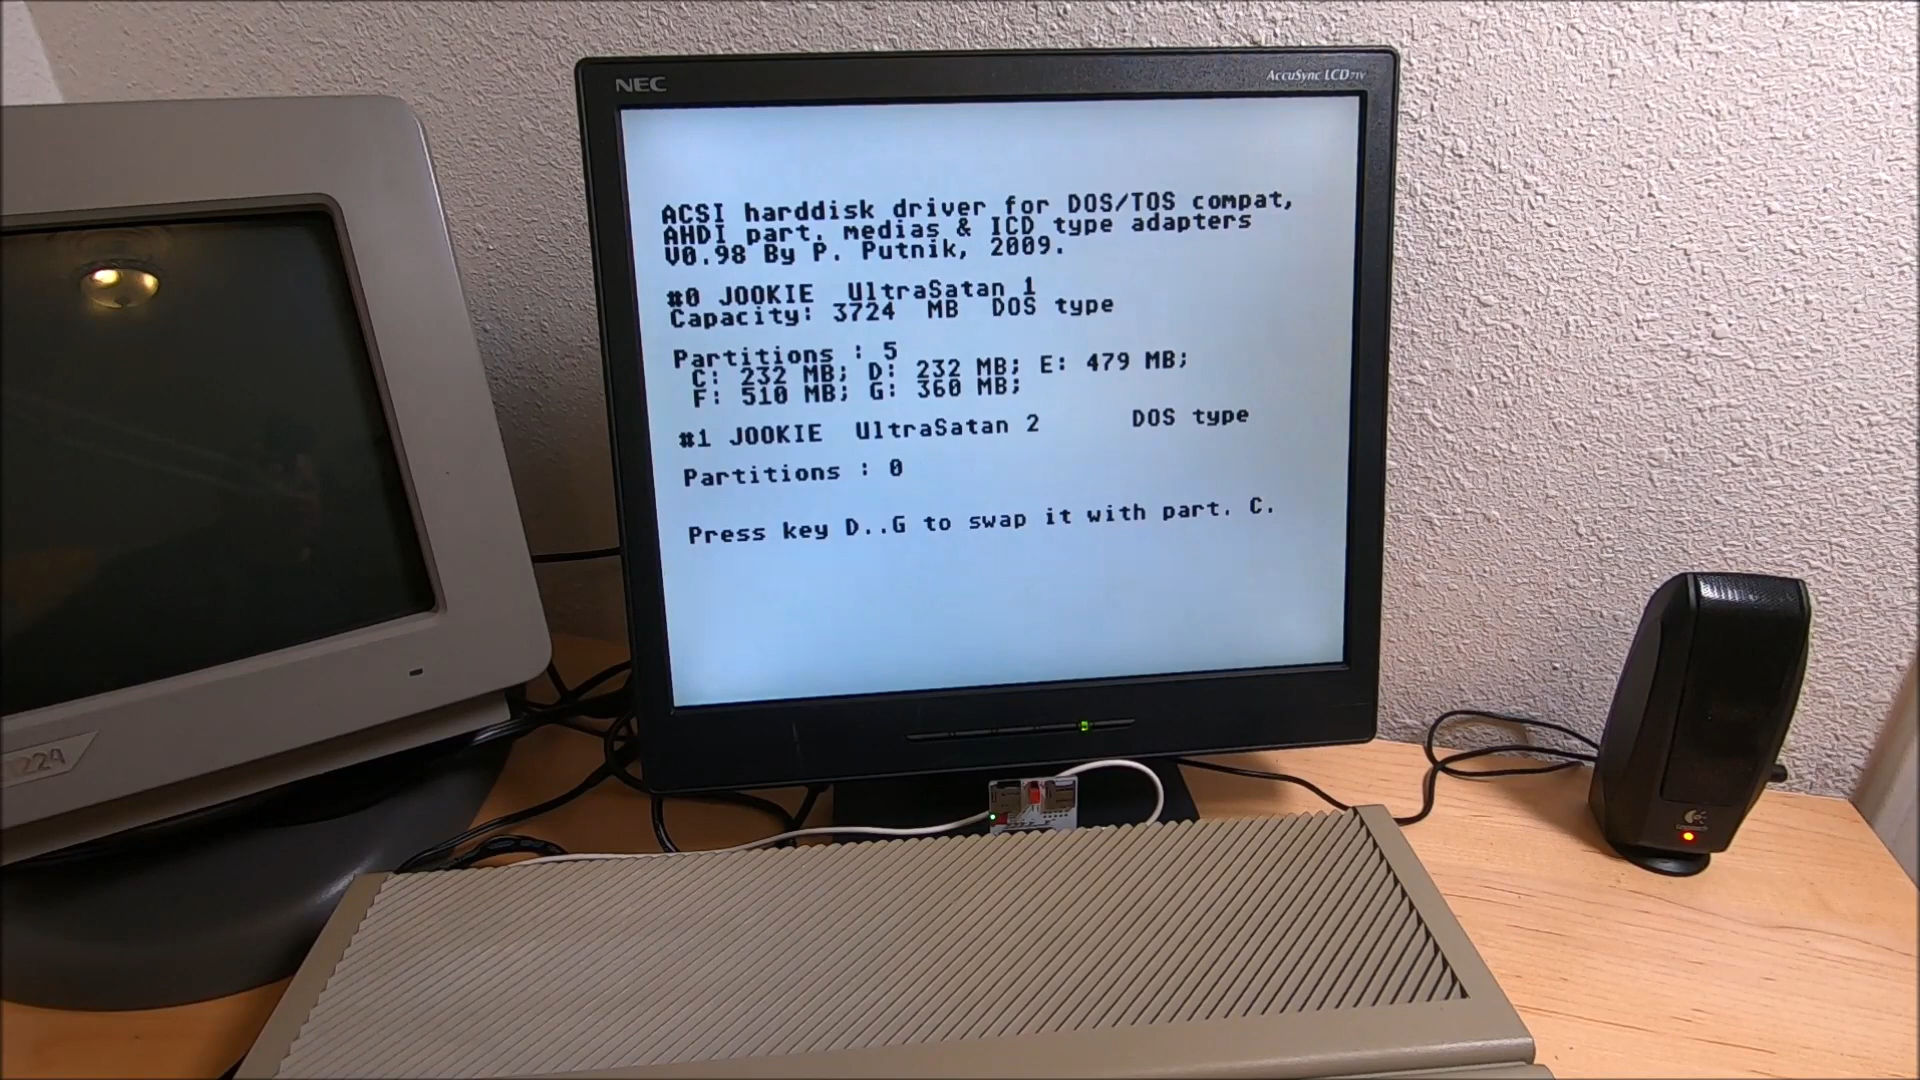 NEC
AccuSync LCD71V
ACSI harddisk driver for DOS/TOS compat,
AHDI part. medias & ICD type adapters
V0.98 By P. Putnik, 2009.
#0 JOOKIE UltraSatan 1
Capacity: 3724 MB DOS type
Partitions : 5
C: 232 MB; D: 232 MB; E: 479 MB;
F: 510 MB; G: 360 MB;
#1 JOOKIE UltraSatan 2 DOS type
Partitions : 0
Press key D..G to swap it with part. C.